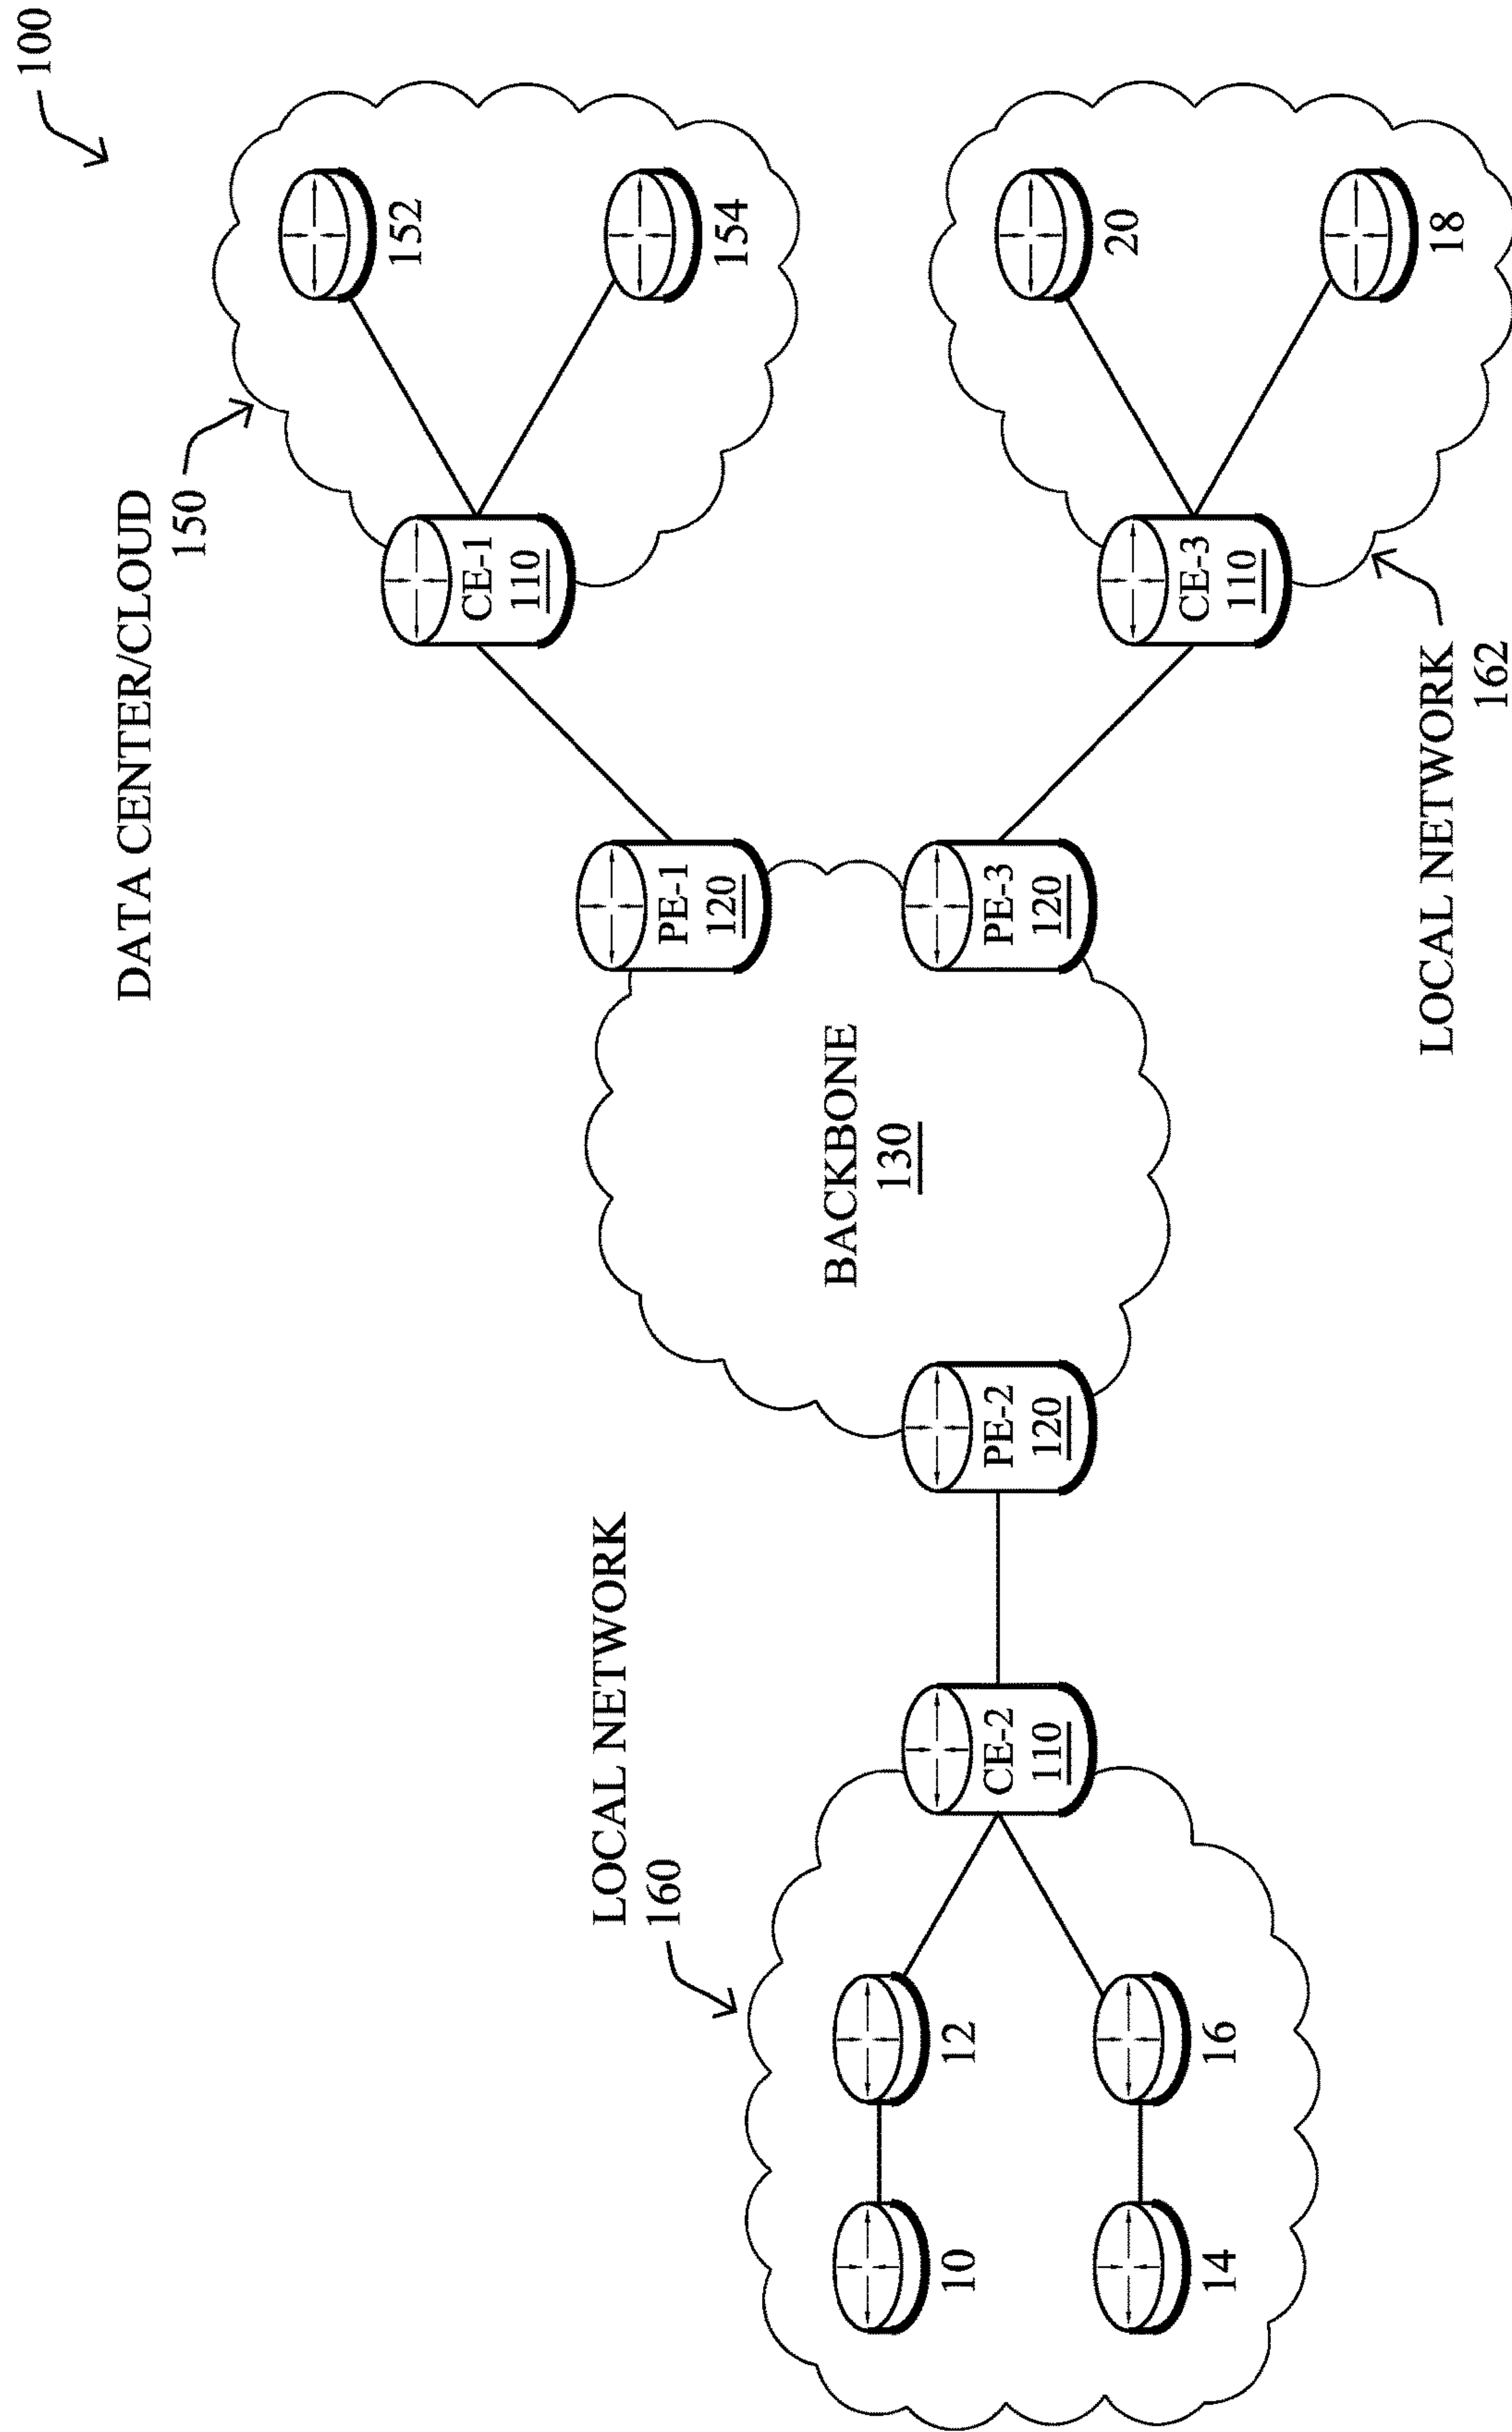 100
DATA CENTER/CLOUD
150
152
154
CE-1
110
PE-1
120
LOCAL NETWORK
160
BACKBONE
130
10
12
14
16
CE-2
110
PE-2
120
PE-3
120
CE-3
110
20
18
LOCAL NETWORK
162